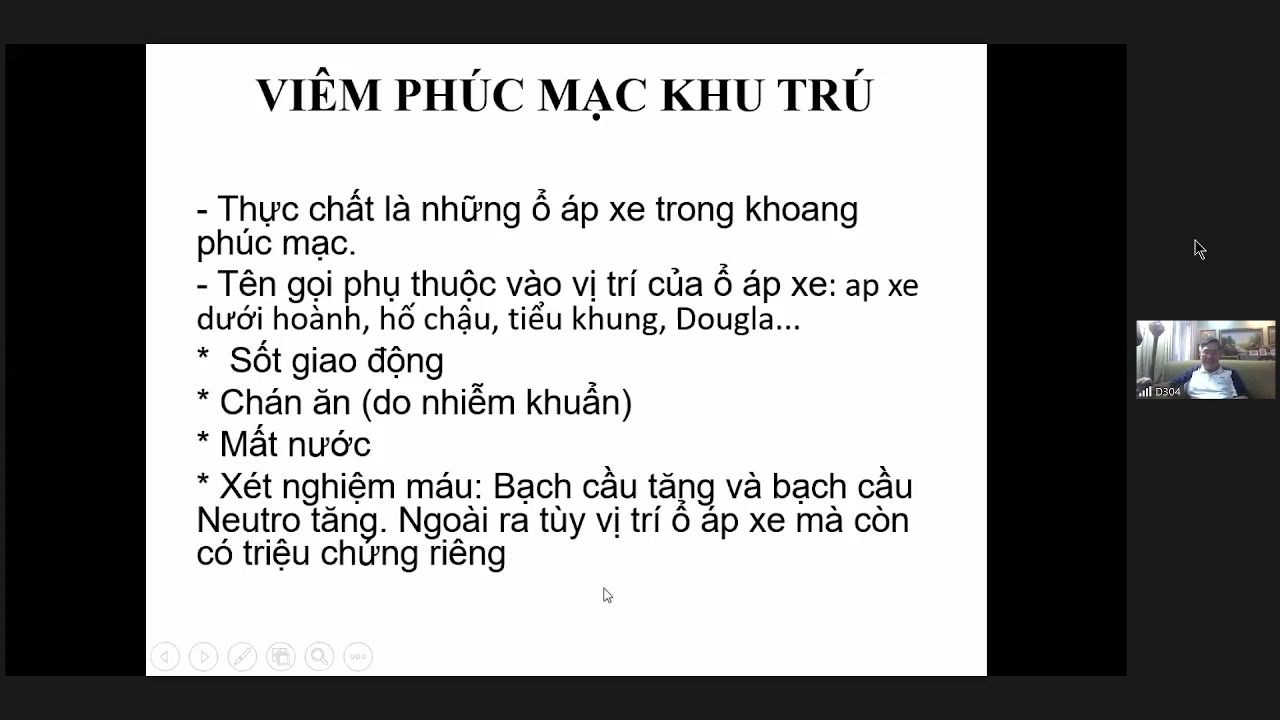 VIÊM PHÚC MẠC KHU TRÚ
- Thực chất là những ổ áp xe trong khoang
phúc mạc.
- Tên gọi phụ thuộc vào vị trí của ổ áp xe: ap xe
dưới hoành, hố chậu, tiểu khung, Dougla...
* Sốt giao động
* Chán ăn (do nhiễm khuẩn)
* Mất nước
* Xét nghiệm máu: Bạch cầu tăng và bạch cầu
Neutro tăng. Ngoài ra tùy vị trí ổ áp xe mà còn
có triệu chứng riêng
D304